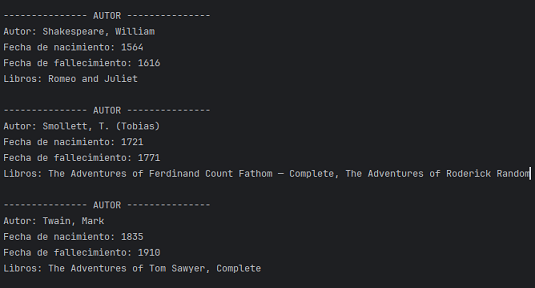 --------------- AUTOR ---------------
Autor: Shakespeare, William
Fecha de nacimiento: 1564
Fecha de fallecimiento: 1616
Libros: Romeo and Juliet
--------------- AUTOR ---------------
Autor: Smollett, T. (Tobias)
Fecha de nacimiento: 1721
Fecha de fallecimiento: 1771
Libros: The Adventures of Ferdinand Count Fathom — Complete, The Adventures of Roderick Random
--------------- AUTOR ---------------
Autor: Twain, Mark
Fecha de nacimiento: 1835
Fecha de fallecimiento: 1910
Libros: The Adventures of Tom Sawyer, Complete